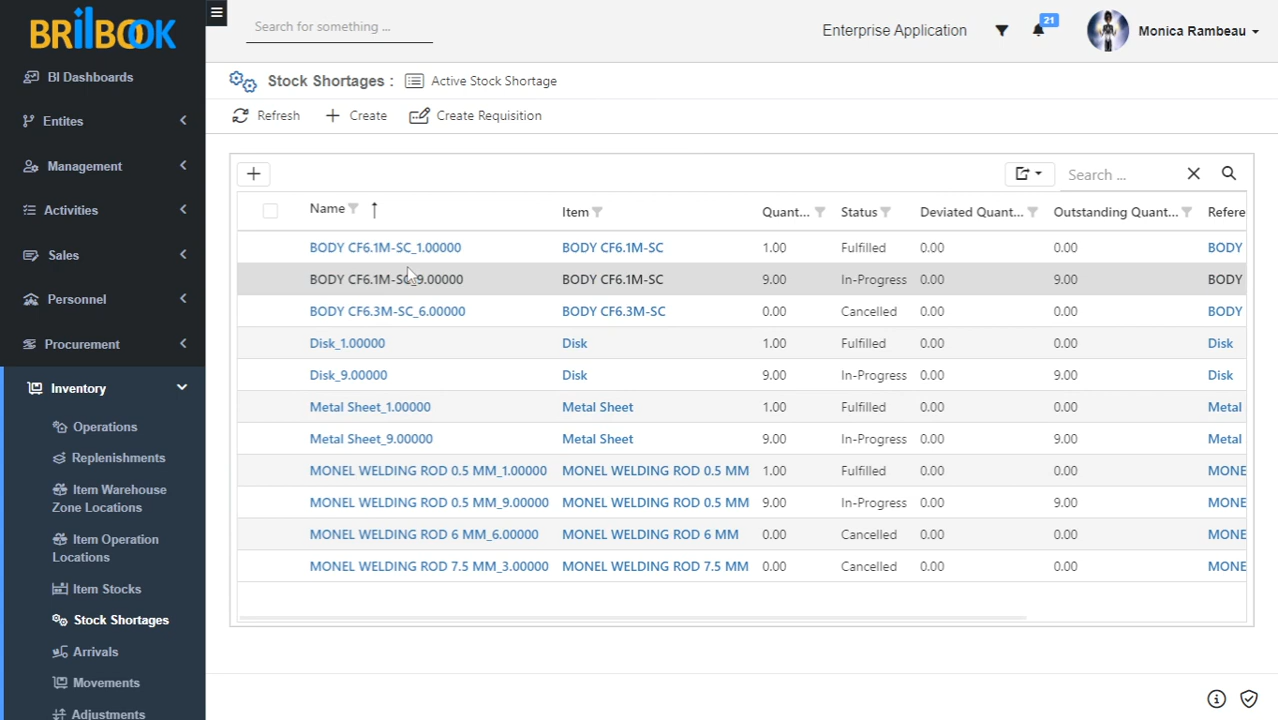 BRilBOOK
Search for something ...
Enterprise Application
21
Monica Rambeau
BI Dashboards
Entites
Management
Activities
Sales
Personnel
Procurement
Inventory
Operations
Replenishments
Item Warehouse
Zone Locations
Item Operation
Locations
Item Stocks
Stock Shortages
Arrivals
Movements
Adjustments
Stock Shortages : Active Stock Shortage
Refresh Create Create Requisition
Search ...
Name Item Quant... Status Deviated Quant... Outstanding Quant... Refere
BODY CF6.1M-SC_1.00000 BODY CF6.1M-SC 1.00 Fulfilled 0.00 0.00 BODY
BODY CF6.1M-SC_9.00000 BODY CF6.1M-SC 9.00 In-Progress 0.00 9.00 BODY
BODY CF6.3M-SC_6.00000 BODY CF6.3M-SC 0.00 Cancelled 0.00 0.00 BODY
Disk_1.00000 Disk 1.00 Fulfilled 0.00 0.00 Disk
Disk_9.00000 Disk 9.00 In-Progress 0.00 9.00 Disk
Metal Sheet_1.00000 Metal Sheet 1.00 Fulfilled 0.00 0.00 Metal
Metal Sheet_9.00000 Metal Sheet 9.00 In-Progress 0.00 9.00 Metal
MONEL WELDING ROD 0.5 MM_1.00000 MONEL WELDING ROD 0.5 MM 1.00 Fulfilled 0.00 0.00 MONE
MONEL WELDING ROD 0.5 MM_9.00000 MONEL WELDING ROD 0.5 MM 9.00 In-Progress 0.00 9.00 MONE
MONEL WELDING ROD 6 MM_6.00000 MONEL WELDING ROD 6 MM 0.00 Cancelled 0.00 0.00 MONE
MONEL WELDING ROD 7.5 MM_3.00000 MONEL WELDING ROD 7.5 MM 0.00 Cancelled 0.00 0.00 MONE